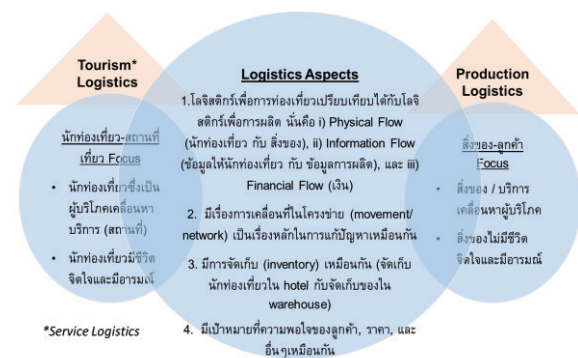 Tourism*
Logistics
นักท่องเที่ยว-สถานที่
เที่ยว Focus
• นักท่องเที่ยวซึ่งเป็น
ผู้บริโภคเคลื่อนหา
บริการ (สถานที่)
• นักท่องเที่ยวมีชีวิต
จิตใจและมีอารมณ์
*Service Logistics
Logistics Aspects
1.โลจิสติกร์เพื่อการท่องเที่ยวเปรียบเทียบได้กับโลจิ
สติกร์เพื่อการผลิต นั่นคือ i) Physical Flow
(นักท่องเที่ยว กับ สิ่งของ), ii) Information Flow
(ข้อมูลให้นักท่องเที่ยว กับ ข้อมูลการผลิต), และ iii)
Financial Flow (เงิน)
2. มีเรื่องการเคลื่อนที่ในโครงข่าย (movement/
network) เป็นเรื่องหลักในการแก้ปัญหาเหมือนกัน
3. มีการจัดเก็บ (inventory) เหมือนกัน (จัดเก็บ
นักท่องเที่ยวใน hotel กับจัดเก็บของใน
warehouse)
4. มีเป้าหมายที่ความพอใจของลูกค้า, ราคา, และ
อื่นๆเหมือนกัน
Production
Logistics
สิ่งของ-ลูกค้า
Focus
• สิ่งของ / บริการ
เคลื่อนหาผู้บริโภค
• สิ่งของไม่มีชีวิต
จิตใจและมีอารมณ์